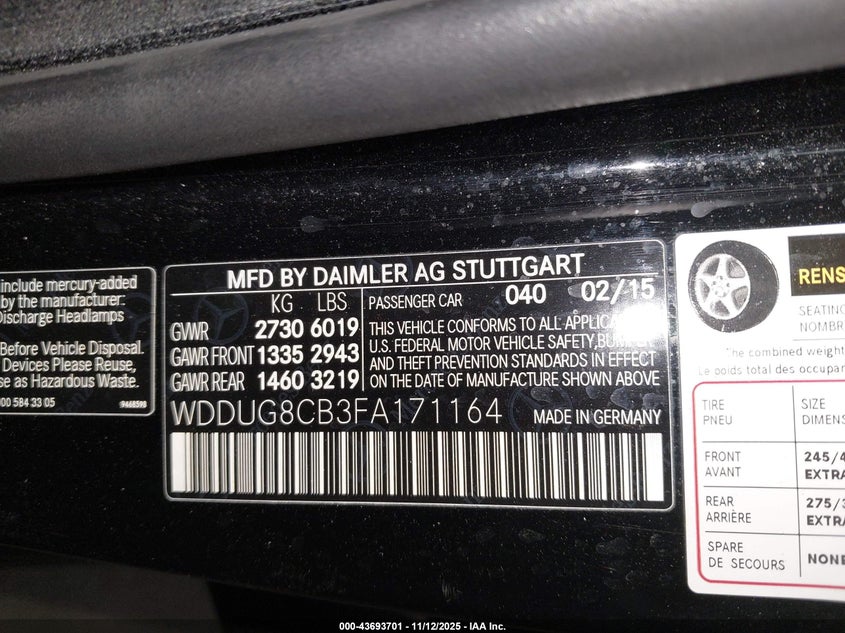 include mercury-added
by the manufacturer:
Discharge Headlamps
Before Vehicle Disposal.
Devices Please Reuse,
se as Hazardous Waste.
000 584 33 05
9468598
MFD BY DAIMLER AG STUTTGART
KG LBS
GWR 2730 6019
GAWR FRONT 1335 2943
GAWR REAR 1460 3219
PASSENGER CAR 040 02/15
THIS VEHICLE CONFORMS TO ALL APPLICA
U.S. FEDERAL MOTOR VEHICLE SAFETY, BUMPER
AND THEFT PREVENTION STANDARDS IN EFFECT
ON THE DATE OF MANUFACTURE SHOWN ABOVE
WDDUG8CB3FA171164 MADE IN GERMANY
RENS
SEATING
NOMBR
The combined weight
Le poids total des occupan
TIRE SIZE
PNEU DIMENS
FRONT 245/4
AVANT EXTRA
REAR 275/3
ARRIÈRE EXTRA
SPARE
DE SECOURS NONE
000-43693701 - 11/12/2025 - IAA Inc.